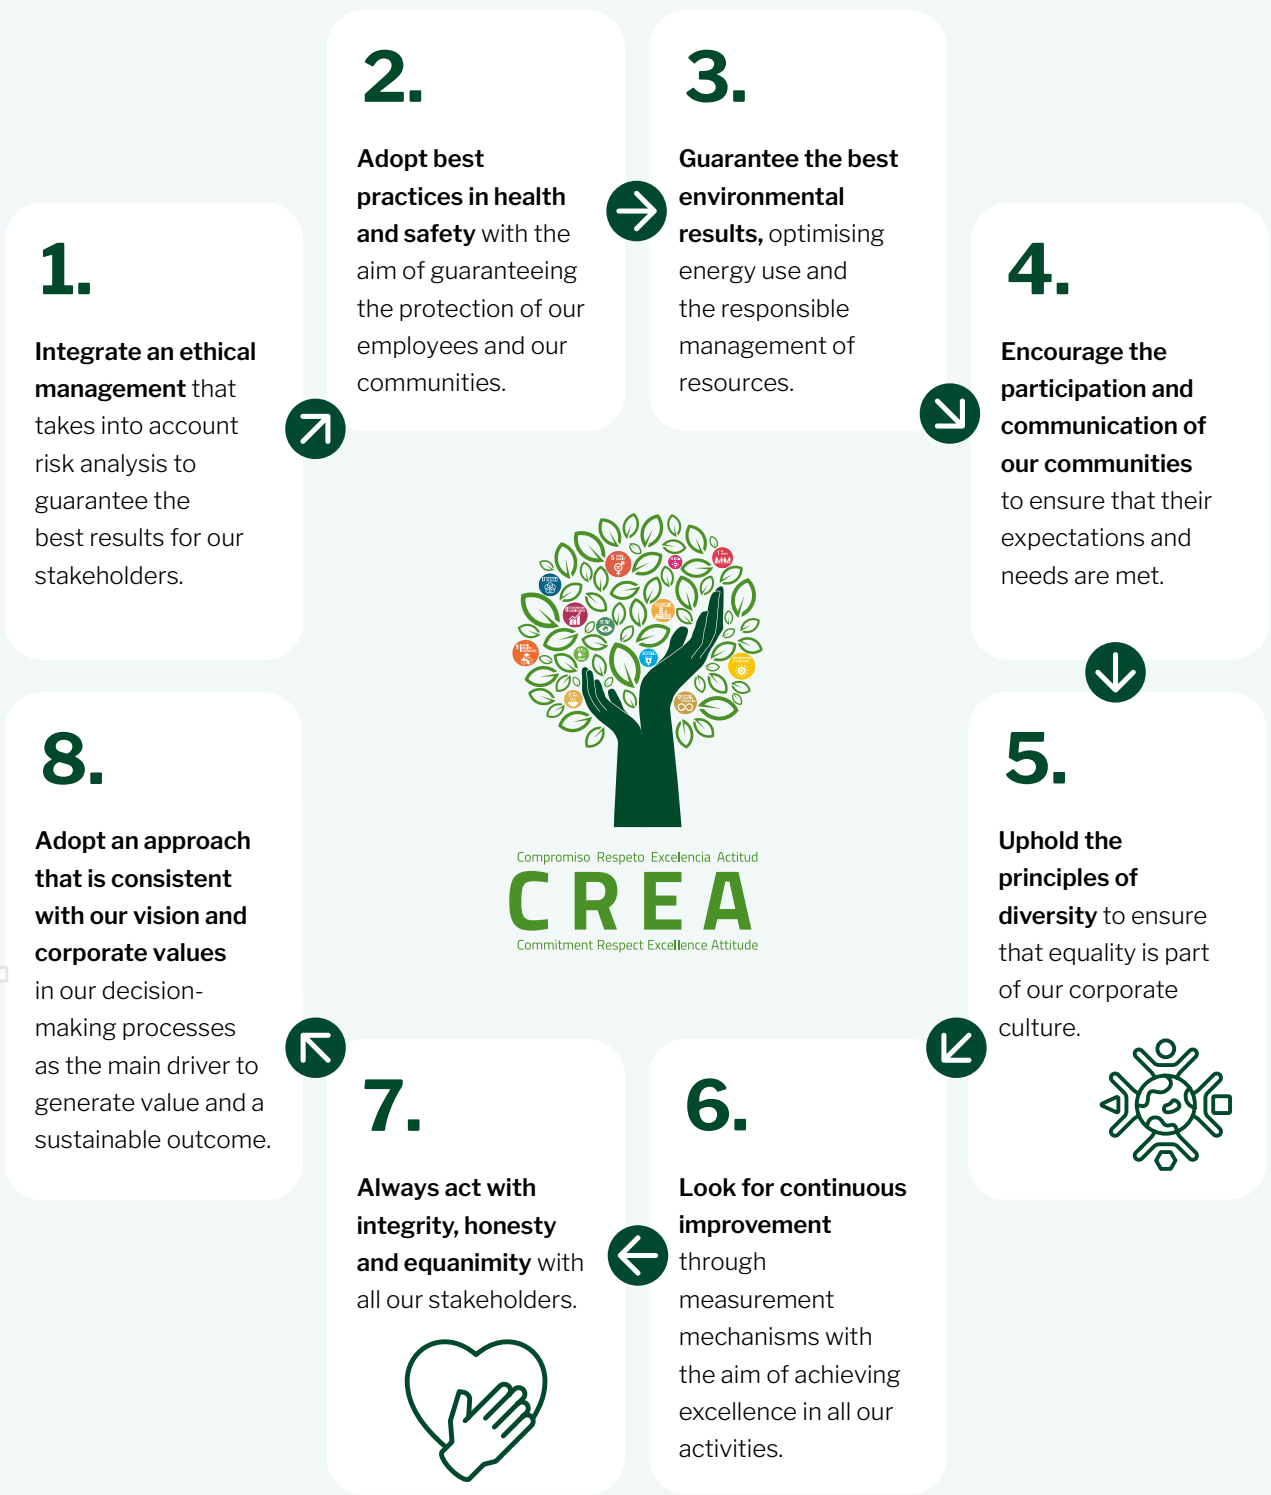 1.
Integrate an ethical
management that
takes into account
risk analysis to
guarantee the
best results for our
stakeholders.
2.
Adopt best
practices in health
and safety with the
aim of guaranteeing
the protection of our
employees and our
communities.
3.
Guarantee the best
environmental
results, optimising
energy use and
the responsible
management of
resources.
4.
Encourage the
participation and
communication of
our communities
to ensure that their
expectations and
needs are met.
5.
Uphold the
principles of
diversity to ensure
that equality is part
of our corporate
culture.
6.
Look for continuous
improvement
through
measurement
mechanisms with
the aim of achieving
excellence in all our
activities.
7.
Always act with
integrity, honesty
and equanimity with
all our stakeholders.
8.
Adopt an approach
that is consistent
with our vision and
corporate values
in our decision-
making processes
as the main driver to
generate value and a
sustainable outcome.
Compromiso Respeto Excelencia Actitud
CREA
Commitment Respect Excellence Attitude